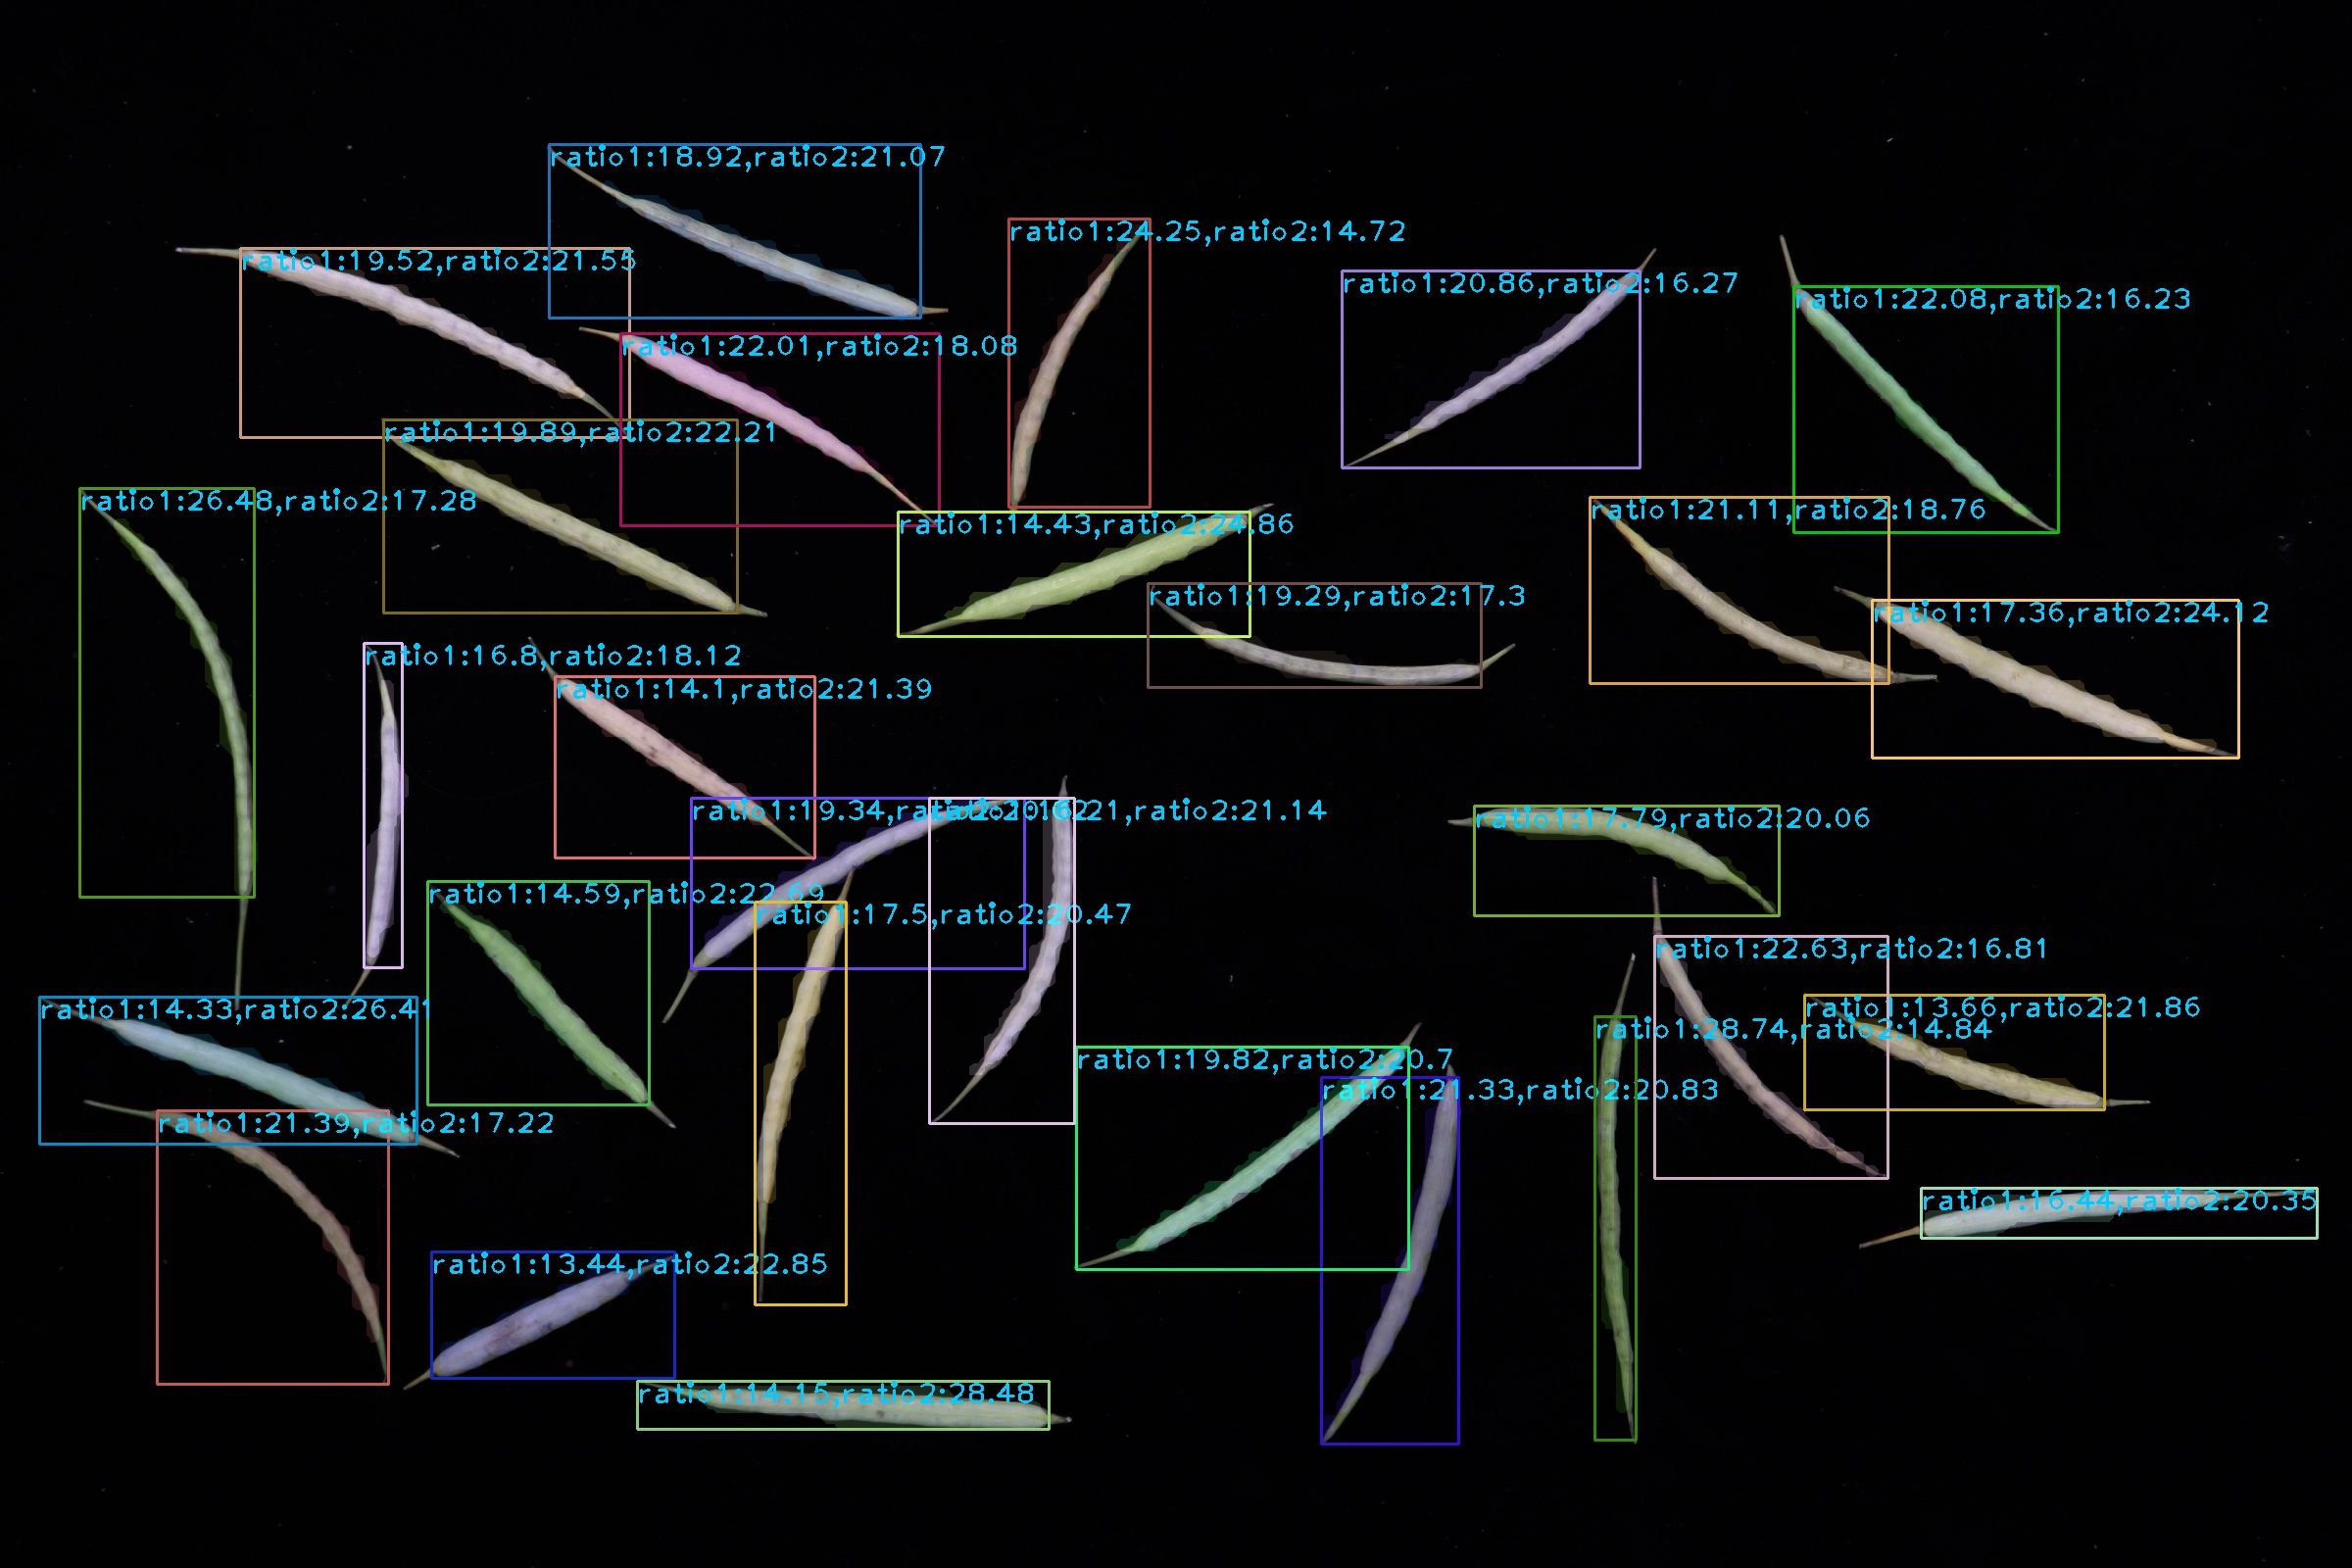 ratio1:18.92,ratio2:21.07
ratio1:24.25,ratio2:14.72
ratio1:19.52,ratio2:21.55
ratio1:20.86,ratio2:16.27
ratio1:22.08,ratio2:16.23
ratio1:22.01,ratio2:18.08
ratio1:19.89,ratio2:22.21
ratio1:26.48,ratio2:17.28
ratio1:21.11,ratio2:18.76
ratio1:14.43,ratio2:24.86
ratio1:19.29,ratio2:17.3
ratio1:17.36,ratio2:24.12
ratio1:16.8,ratio2:18.12
ratio1:14.1,ratio2:21.39
ratio1:19.34,ratio2:20.62
ratio2:21.14
ratio1:17.79,ratio2:20.06
ratio1:14.59,ratio2:22.69
ratio1:17.5,ratio2:20.47
ratio1:22.63,ratio2:16.81
ratio1:14.33,ratio2:26.41
ratio1:13.66,ratio2:21.86
ratio1:28.74,ratio2:14.84
ratio1:19.82,ratio2:20.7
ratio1:21.33,ratio2:20.83
ratio1:21.39,ratio2:17.22
ratio1:16.44,ratio2:20.35
ratio1:13.44,ratio2:22.85
ratio1:14.15,ratio2:28.48